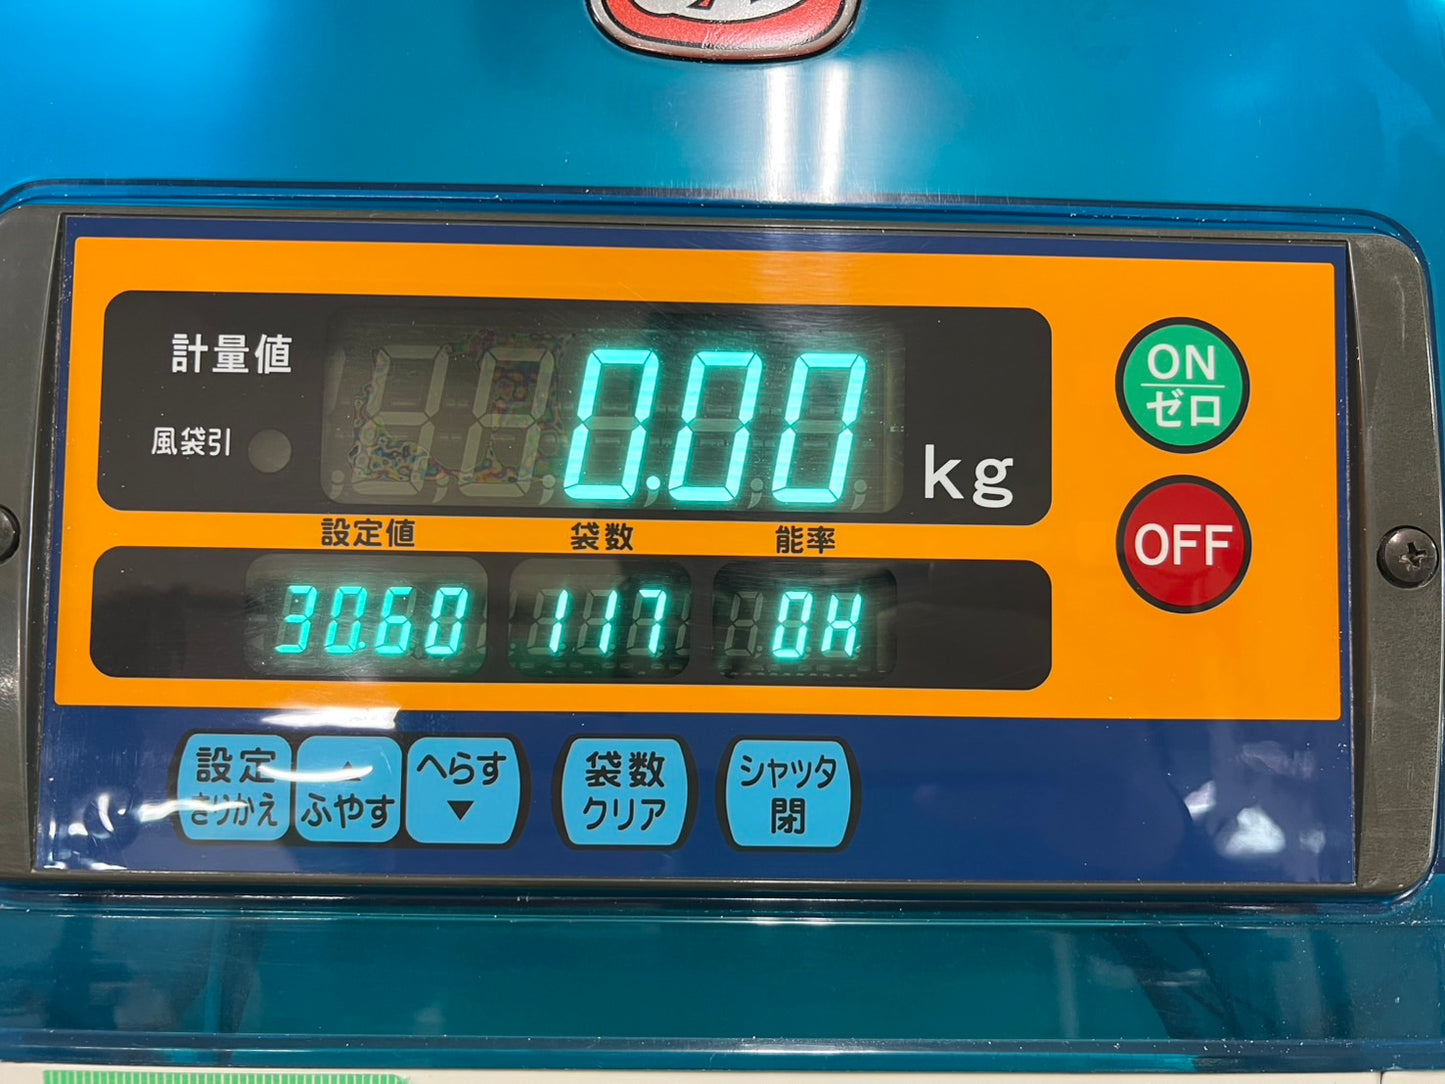 計量値
0.00
kg
風袋引
ON
ゼロ
OFF
設定値 袋数 能率
30.60 117 0H
設定
きりかえ
▲
ふやす
へらす
▼
袋数
クリア
シャッタ
閉